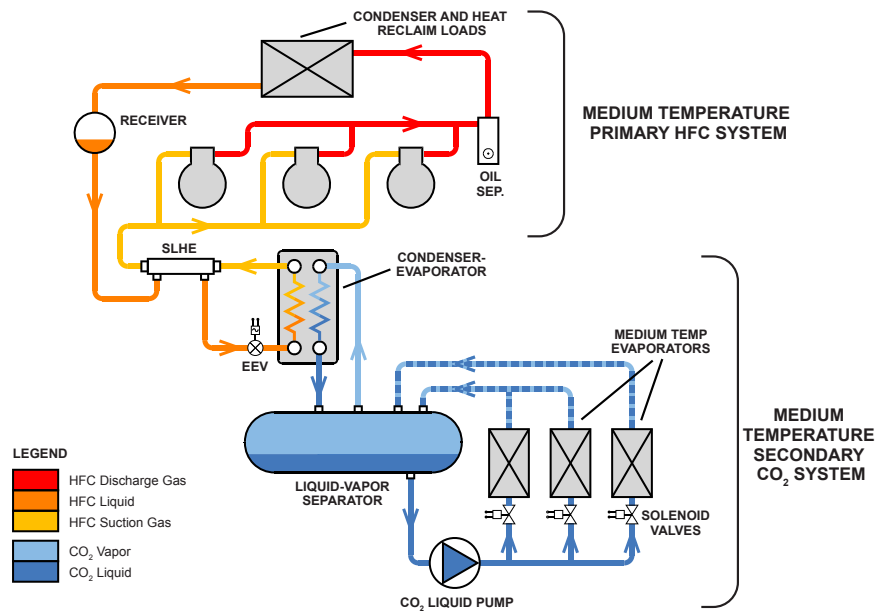 CONDENSER AND HEAT
RECLAIM LOADS
MEDIUM TEMPERATURE
PRIMARY HFC SYSTEM
RECEIVER
OIL
SEP.
SLHE
CONDENSER-
EVAPORATOR
EEV
MEDIUM TEMP
EVAPORATORS
MEDIUM
TEMPERATURE
SECONDARY
CO₂ SYSTEM
LIQUID-VAPOR
SEPARATOR
SOLENOID
VALVES
CO₂ LIQUID PUMP
LEGEND
HFC Discharge Gas
HFC Liquid
HFC Suction Gas
CO₂ Vapor
CO₂ Liquid